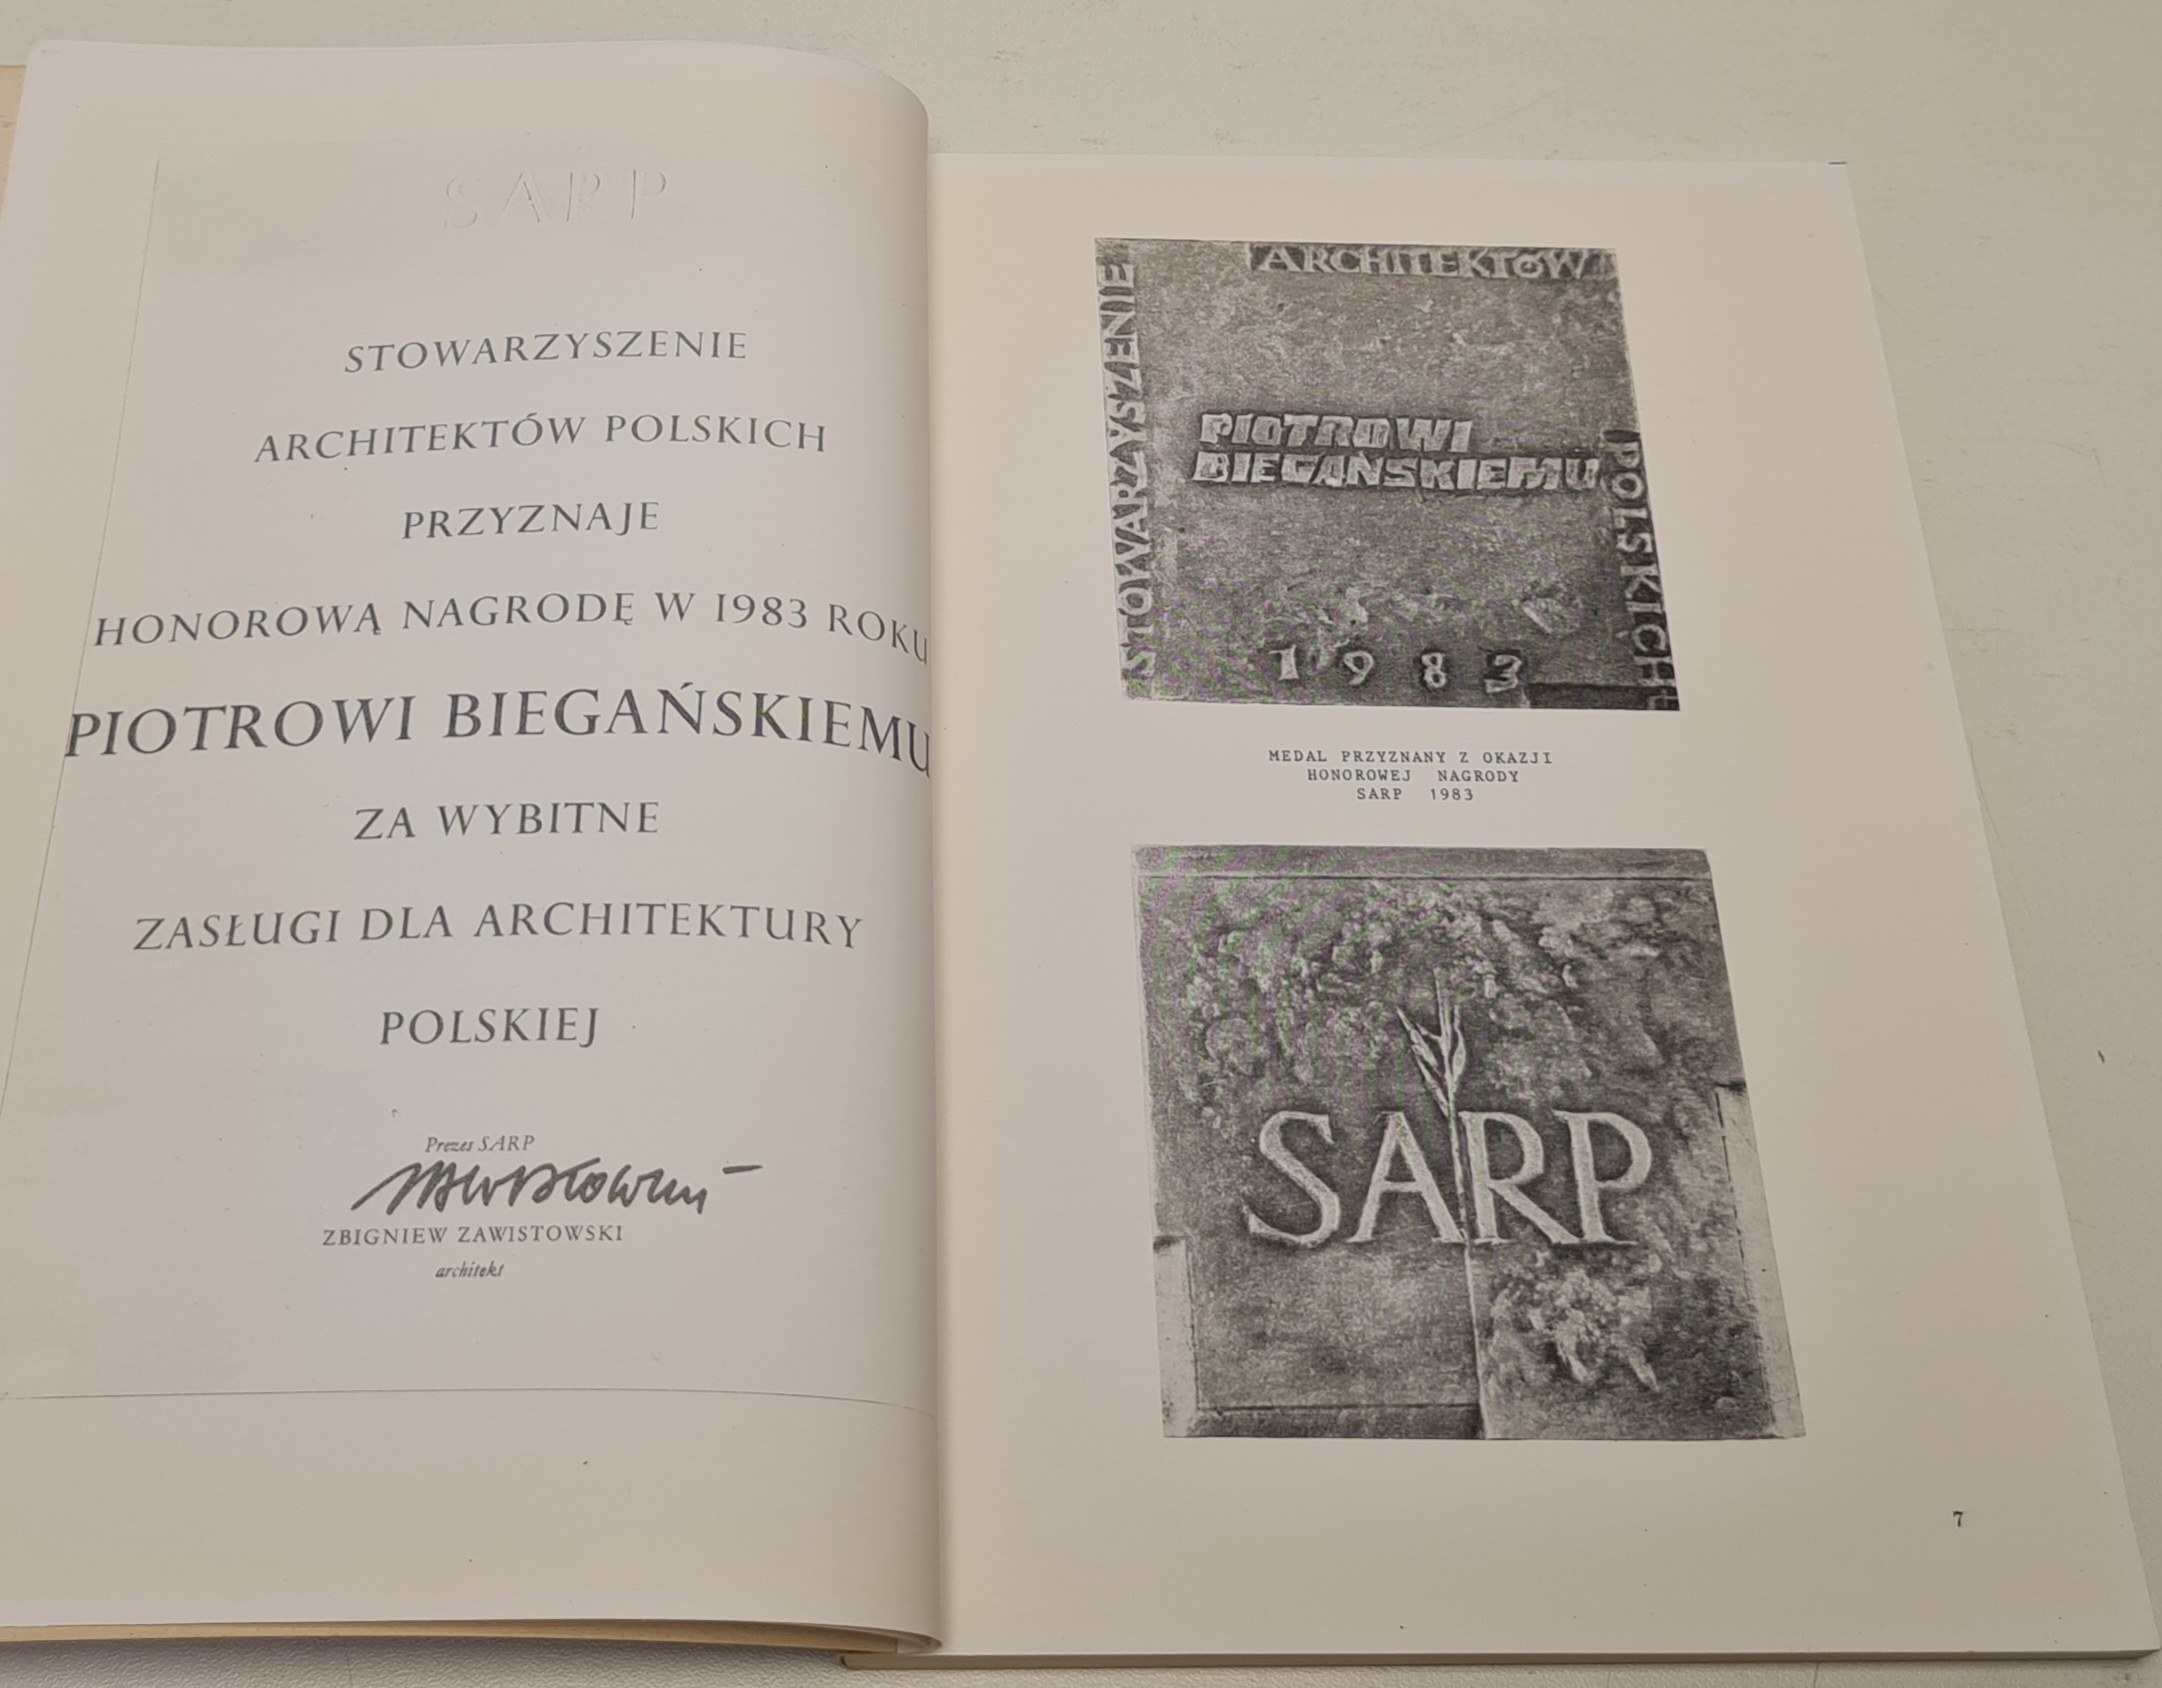 SARP
STOWARZYSZENIE
ARCHITEKTÓW POLSKICH
PRZYZNAJE
HONOROWĄ NAGRODĘ W 1983 ROKU
PIOTROWI BIEGAŃSKIEMU
ZA WYBITNE
ZASŁUGI DLA ARCHITEKTURY
POLSKIEJ
Prezes SARP
ZBIGNIEW ZAWISTOWSKI
architekt
STOWARZYSZENIE
ARCHITEKTÓW
POLSKICH
PIOTROWI
BIEGANSKIEMU
1983
MEDAL PRZYZNANY Z OKAZJI
HONOROWEJ NAGRODY
SARP 1983
SARP
7